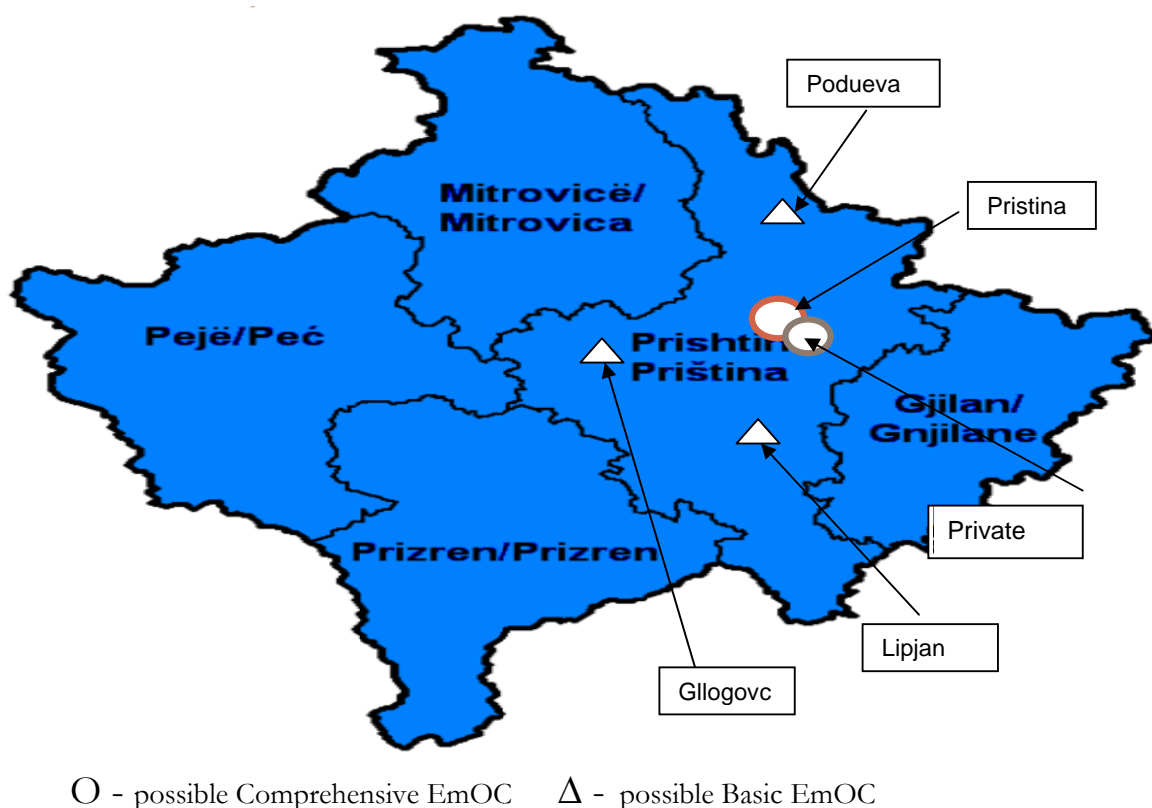 Podueva
Pristina
Mitrovicë/
Mitrovica
Pejë/Peć
Priština
Gjilan/
Gnjilane
Private
Prizren/Prizren
Lipjan
Gllogovc
O - possible Comprehensive EmOC Δ - possible Basic EmOC